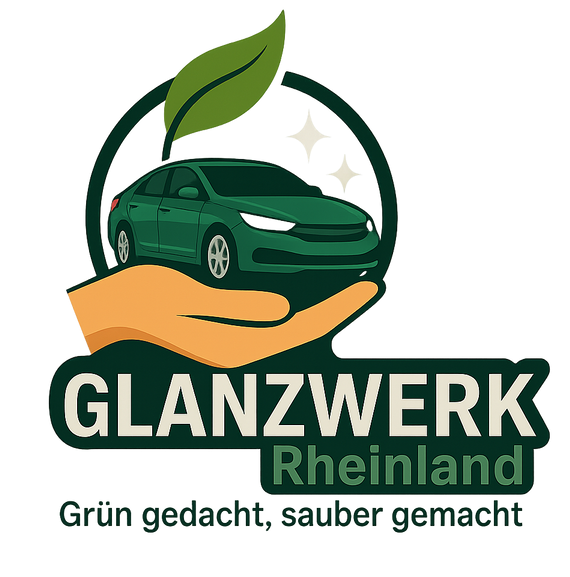 GLANZWERK
Rheinland
Grün gedacht, sauber gemacht